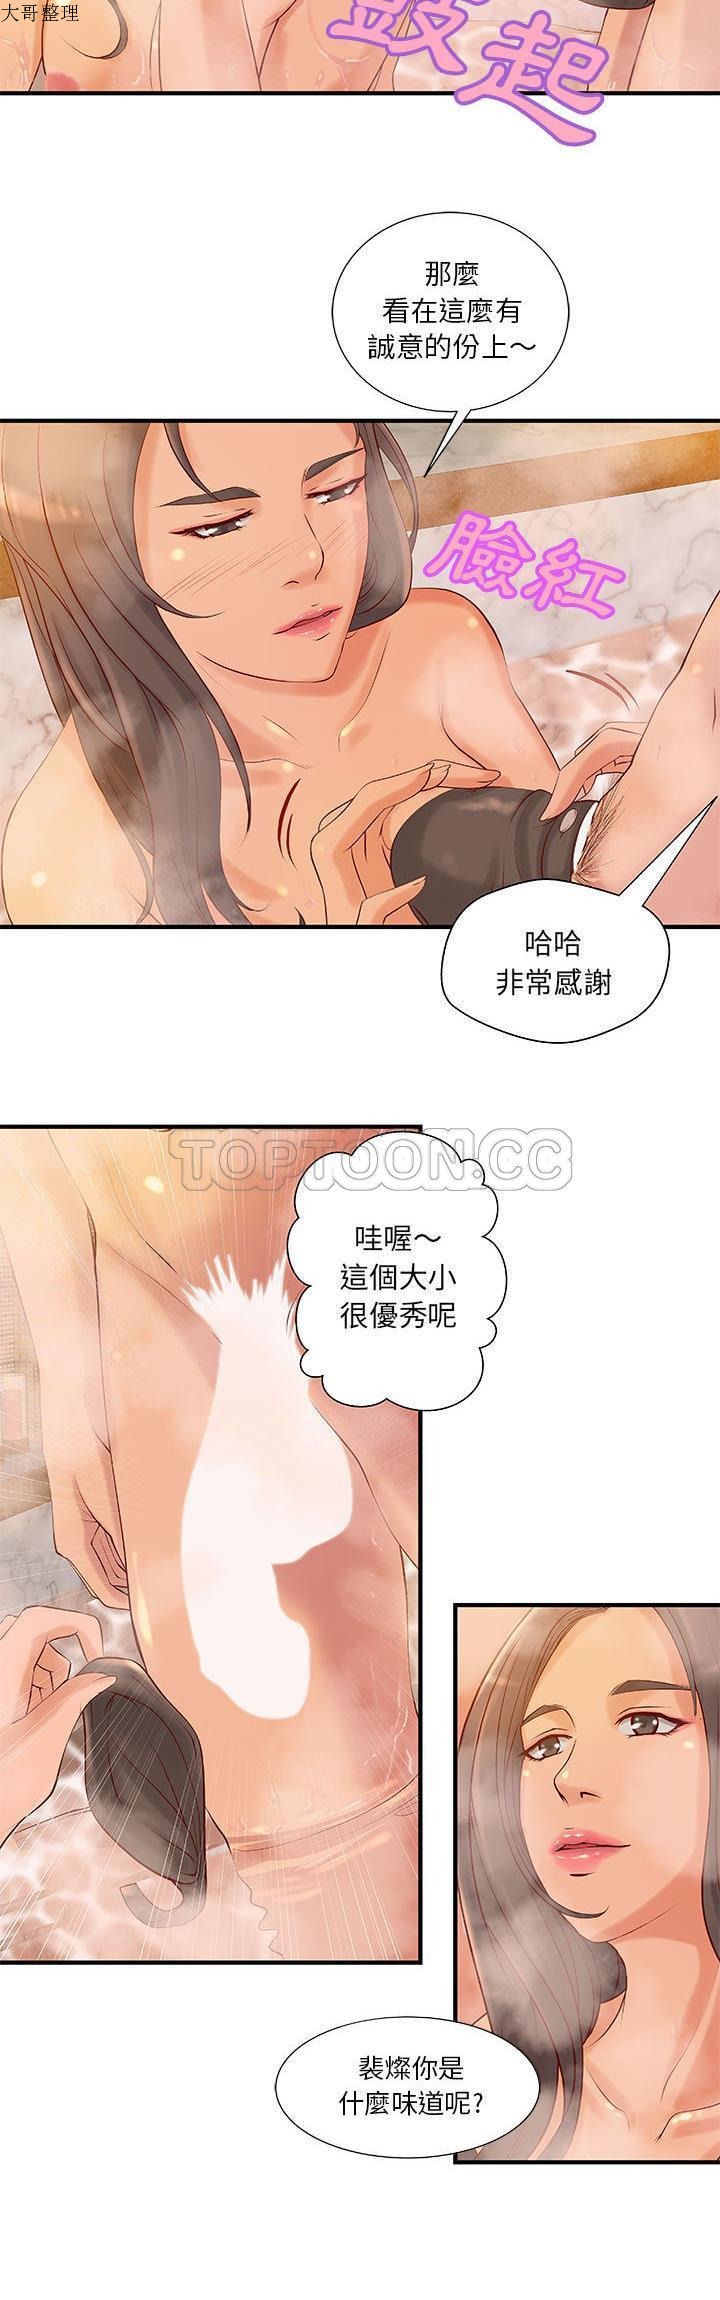 大哥整理
鼓起
那麼
看在這麼有
誠意的份上～
臉紅
哈哈
非常感謝
TOPTOON.CC
哇喔～
這個大小
很優秀呢
裴燦你是
什麼味道呢?